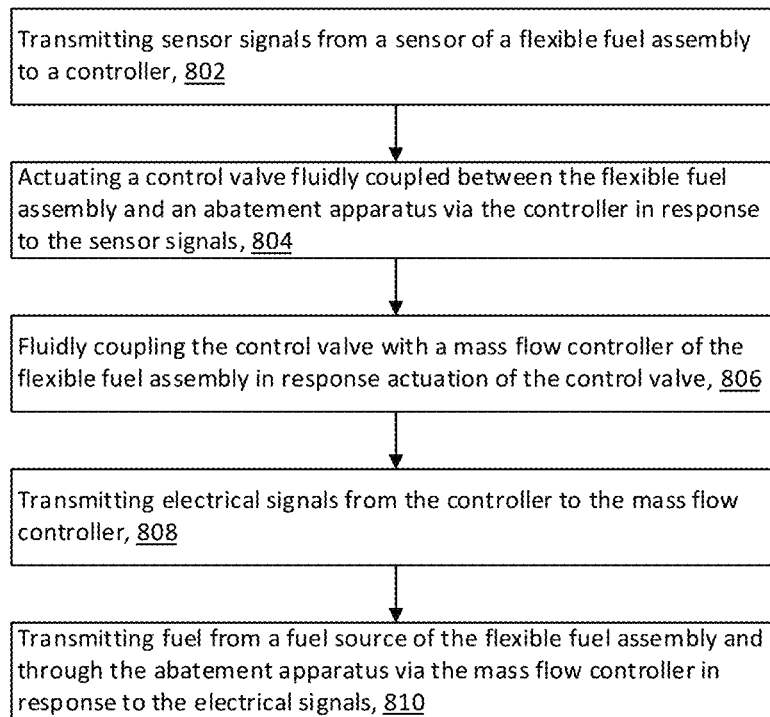 Transmitting sensor signals from a sensor of a flexible fuel assembly
to a controller, 802
Actuating a control valve fluidly coupled between the flexible fuel
assembly and an abatement apparatus via the controller in response
to the sensor signals, 804
Fluidly coupling the control valve with a mass flow controller of the
flexible fuel assembly in response actuation of the control valve, 806
Transmitting electrical signals from the controller to the mass flow
controller, 808
Transmitting fuel from a fuel source of the flexible fuel assembly and
through the abatement apparatus via the mass flow controller in
response to the electrical signals, 810